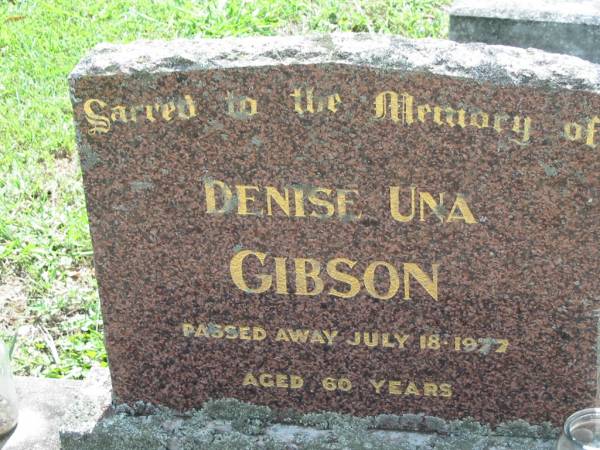 Sacred to the Memory of
DENISE UNA
GIBSON
PASSED AWAY JULY 18·1977
AGED 60 YEARS